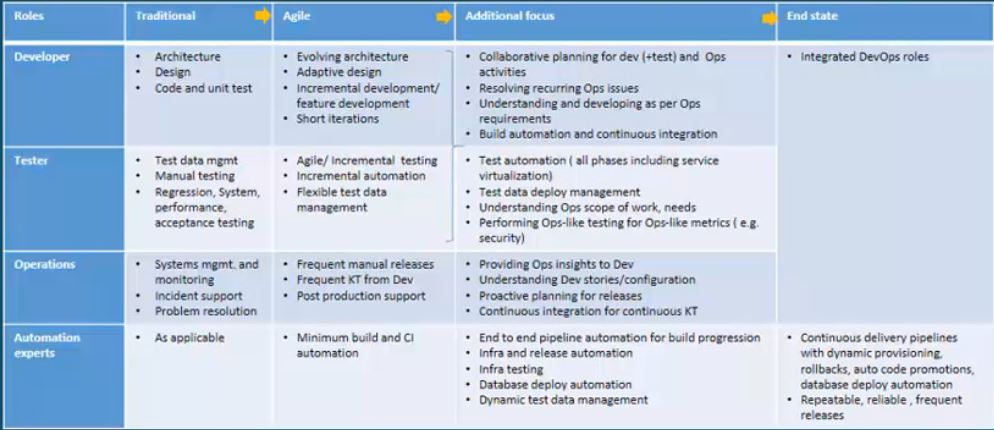 Roles
Traditional
Agile
Additional focus
End state
Developer
• Architecture
• Design
• Code and unit test
• Evolving architecture
• Adaptive design
• Incremental development/
feature development
• Short iterations
• Collaborative planning for dev (+test) and Ops
activities
• Resolving recurring Ops issues
• Understanding and developing as per Ops
requirements
• Build automation and continuous integration
• Integrated DevOps roles
Tester
• Test data mgmt
• Manual testing
• Regression, System,
performance,
acceptance testing
• Agile/ Incremental testing
• Incremental automation
• Flexible test data
management
• Test automation ( all phases including service
virtualization)
• Test data deploy management
• Understanding Ops scope of work, needs
• Performing Ops-like testing for Ops-like metrics ( e.g.
security)
Operations
• Systems mgmt. and
monitoring
• Incident support
• Problem resolution
• Frequent manual releases
• Frequent KT from Dev
• Post production support
• Providing Ops insights to Dev
• Understanding Dev stories/configuration
• Proactive planning for releases
• Continuous integration for continuous KT
Automation
experts
• As applicable
• Minimum build and CI
automation
• End to end pipeline automation for build progression
• Infra and release automation
• Infra testing
• Database deploy automation
• Dynamic test data management
• Continuous delivery pipelines
with dynamic provisioning,
rollbacks, auto code promotions,
database deploy automation
• Repeatable, reliable , frequent
releases